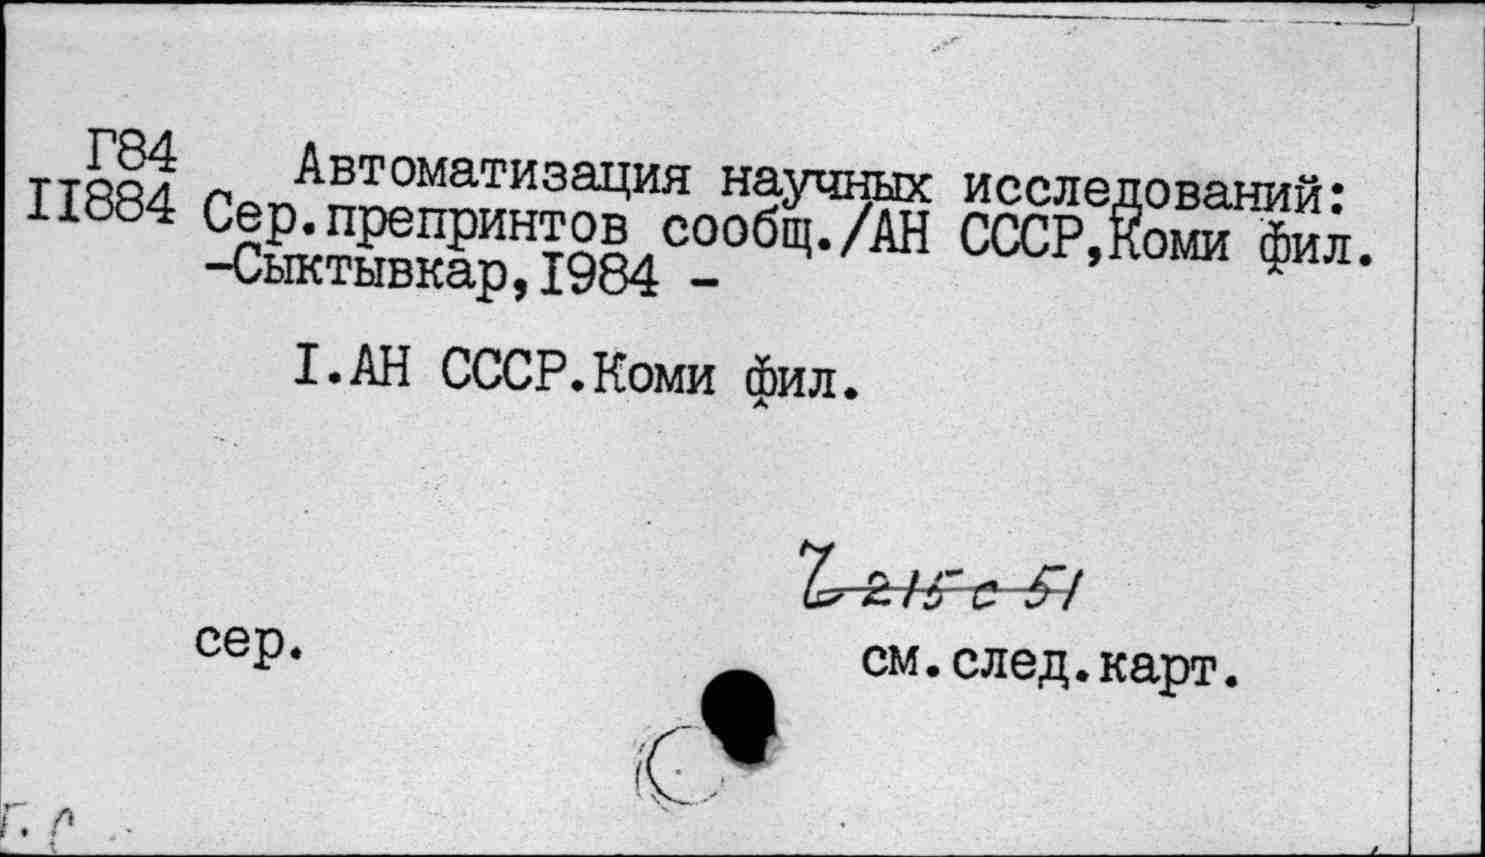 Г84
II884
Автоматизация научных исследований:
Сер.препринтов сообщ./АН СССР,Коми фил.
-Сыктывкар,I984 -
I.АН СССР.Коми фил.
215 с 51
сер.
см.след.карт.